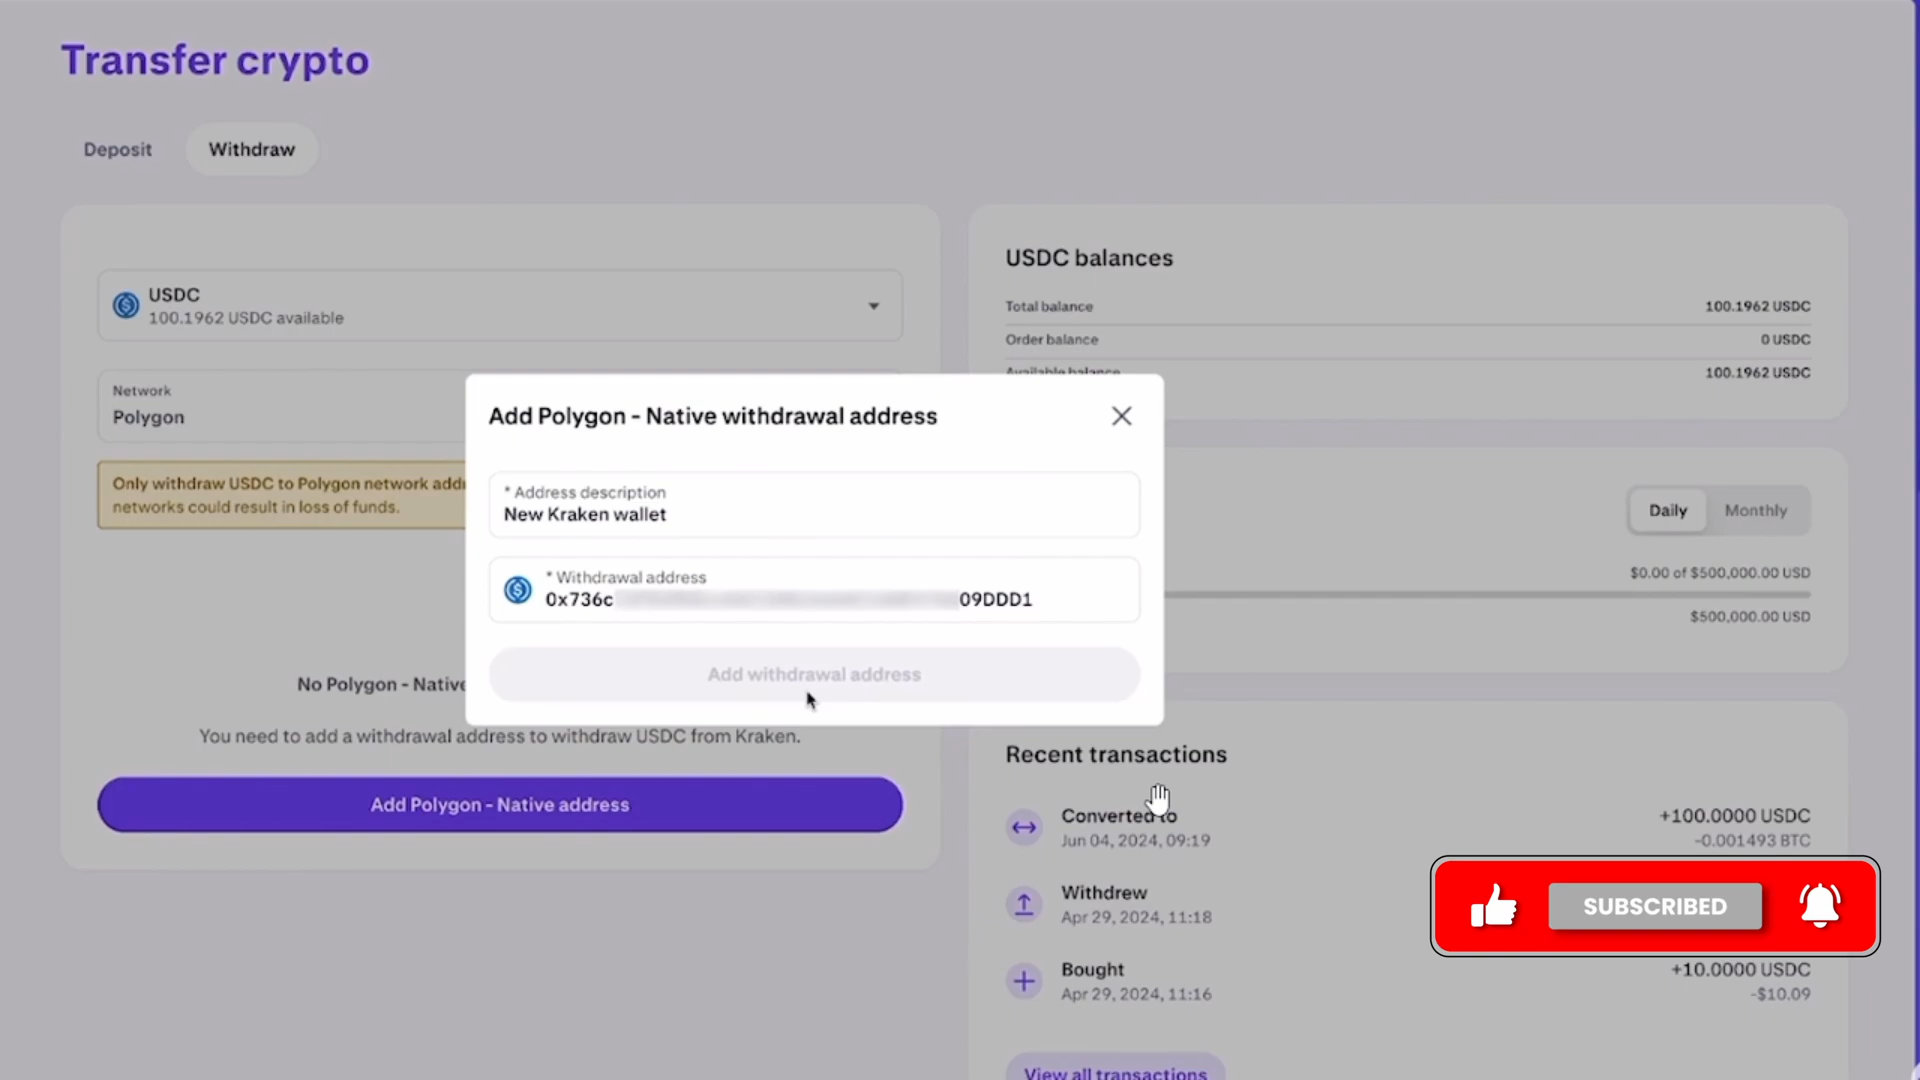 Transfer crypto
Deposit
Withdraw
USDC
100.1962 USDC available
Network
Polygon
Only withdraw USDC to Polygon network addr
networks could result in loss of funds.
No Polygon - Native
You need to add a withdrawal address to withdraw USDC from Kraken.
Add Polygon - Native address
Add Polygon - Native withdrawal address
* Address description
New Kraken wallet
* Withdrawal address
0x736c
09DDD1
Add withdrawal address
USDC balances
Total balance 100.1962 USDC
Order balance 0 USDC
Available balance 100.1962 USDC
Daily
Monthly
$0.00 of $500,000.00 USD
$500,000.00 USD
Recent transactions
Converted to +100.0000 USDC
Jun 04, 2024, 09:19 -0.001493 BTC
Withdrew
Apr 29, 2024, 11:18
SUBSCRIBED
Bought +10.0000 USDC
Apr 29, 2024, 11:16 -$10.09
View all transactions